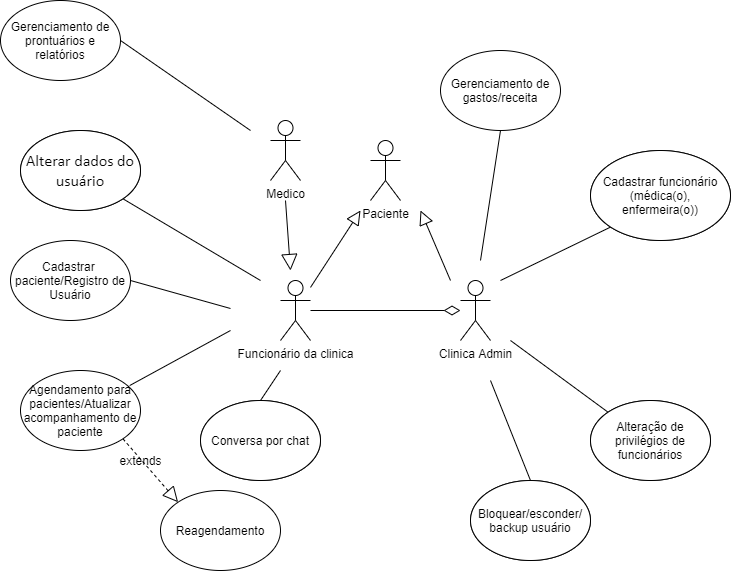 Gerenciamento de
prontuários e
relatórios
Gerenciamento de
gastos/receita
Alterar dados do
usuário
Medico
Paciente
Cadastrar funcionário
(médica(o),
enfermeira(o))
Cadastrar
paciente/Registro de
Usuário
Funcionário da clinica
Clinica Admin
Agendamento para
pacientes/Atualizar
acompanhamento de
paciente
Conversa por chat
Alteração de
privilégios de
funcionários
extends
Reagendamento
Bloquear/esconder/
backup usuário